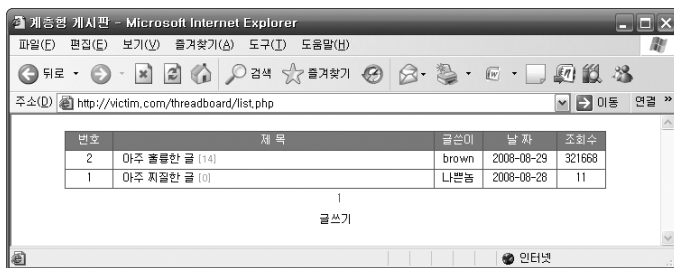 계층형 게시판 - Microsoft Internet Explorer
파일(F) 편집(E) 보기(V) 즐겨찾기(A) 도구(T) 도움말(H)
뒤로 검색 즐겨찾기
주소(D) http://victim.com/threadboard/list.php 이동 연결 »
번호 제 목 글쓴이 날 짜 조회수
2 아주 훌륭한 글 [14] brown 2008-08-29 321668
1 아주 찌질한 글 [0] 나쁜놈 2008-08-28 11
1
글쓰기
인터넷